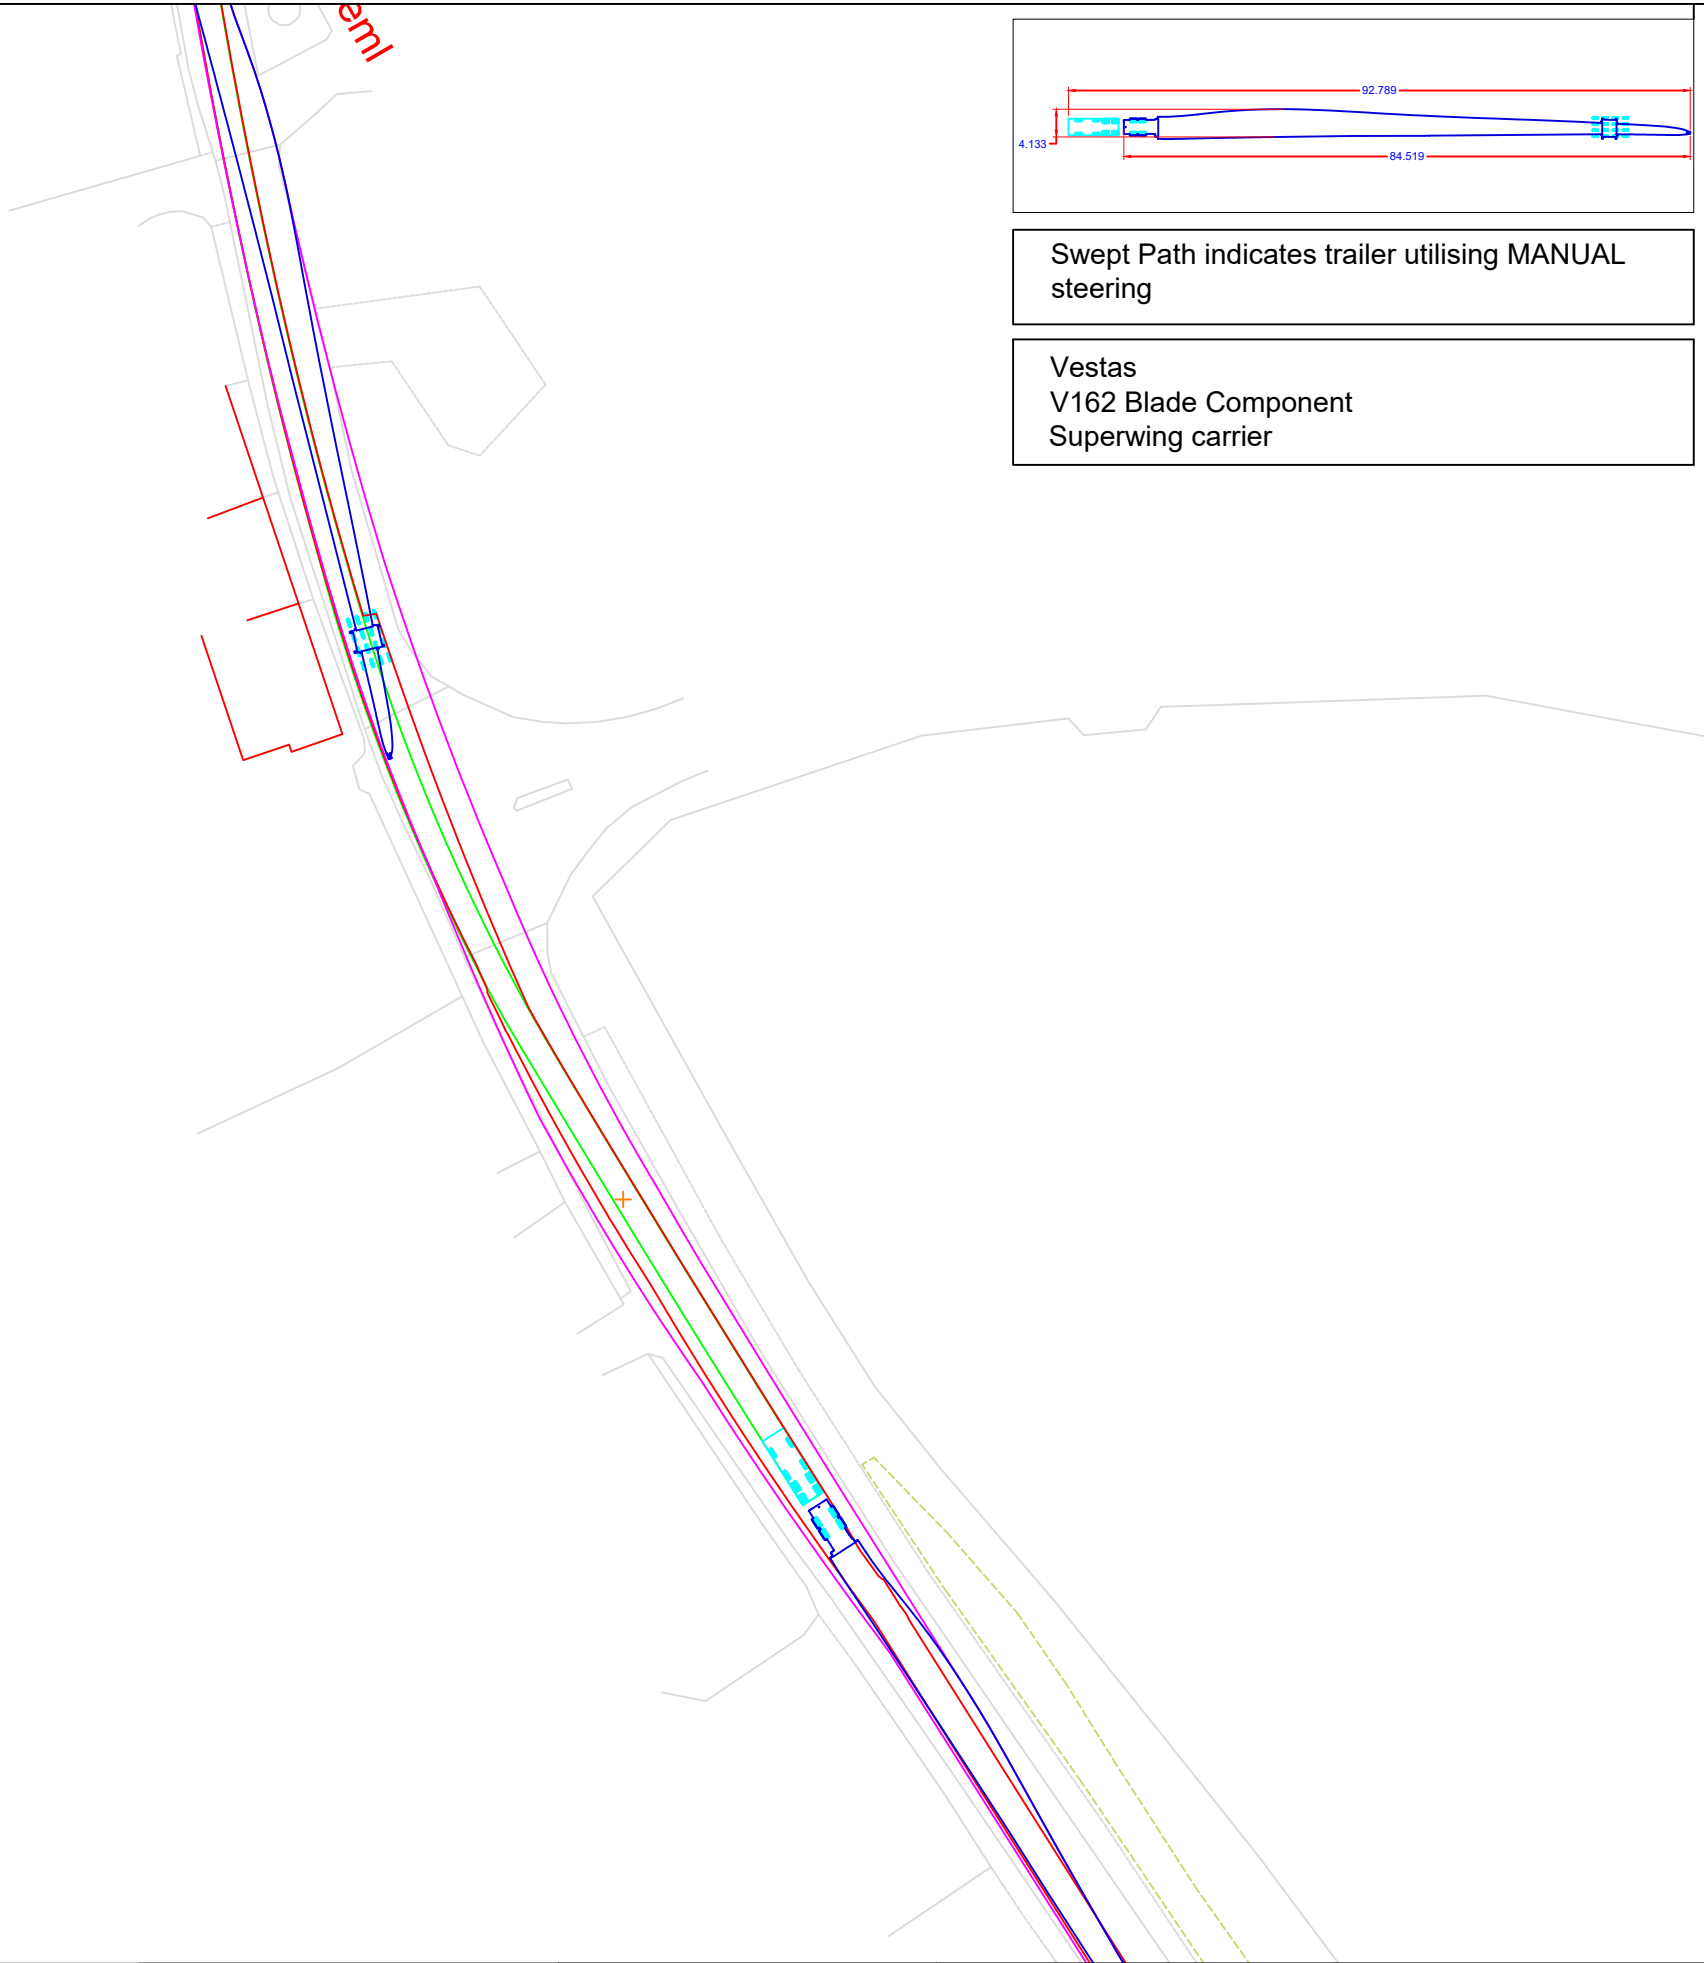 eml
92.789
4.133
84.519
Swept Path indicates trailer utilising MANUAL
steering
Vestas
V162 Blade Component
Superwing carrier